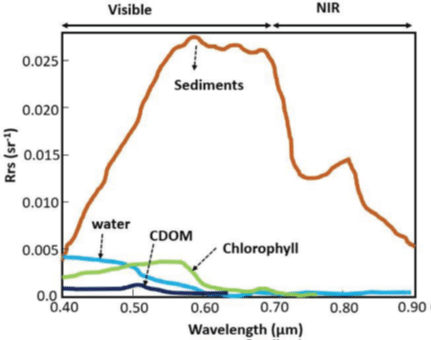 Visible
NIR
0.025
0.020
0.015
0.010
0.005
0.0
Rrs (sr⁻¹)
Sediments
water
CDOM
Chlorophyll
0.40
0.50
0.60
0.70
0.80
0.90
Wavelength (µm)